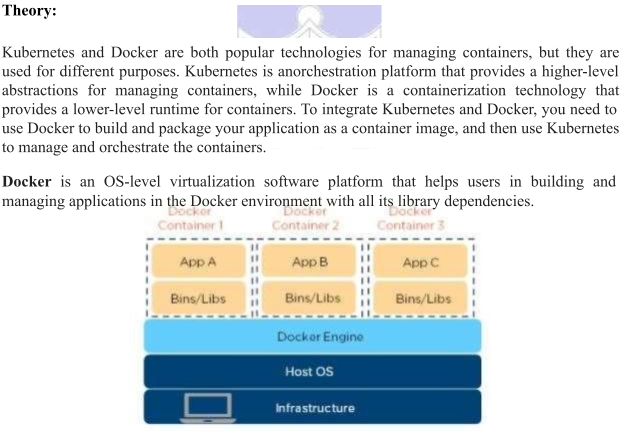 Theory:
Kubernetes and Docker are both popular technologies for managing containers, but they are
used for different purposes. Kubernetes is anorchestration platform that provides a higher-level
abstractions for managing containers, while Docker is a containerization technology that
provides a lower-level runtime for containers. To integrate Kubernetes and Docker, you need to
use Docker to build and package your application as a container image, and then use Kubernetes
to manage and orchestrate the containers.
Docker is an OS-level virtualization software platform that helps users in building and
managing applications in the Docker environment with all its library dependencies.
Docker Docker Docker
Container 1 Container 2 Container 3
App A App B App C
Bins/Libs Bins/Libs Bins/Libs
Docker Engine
Host OS
Infrastructure